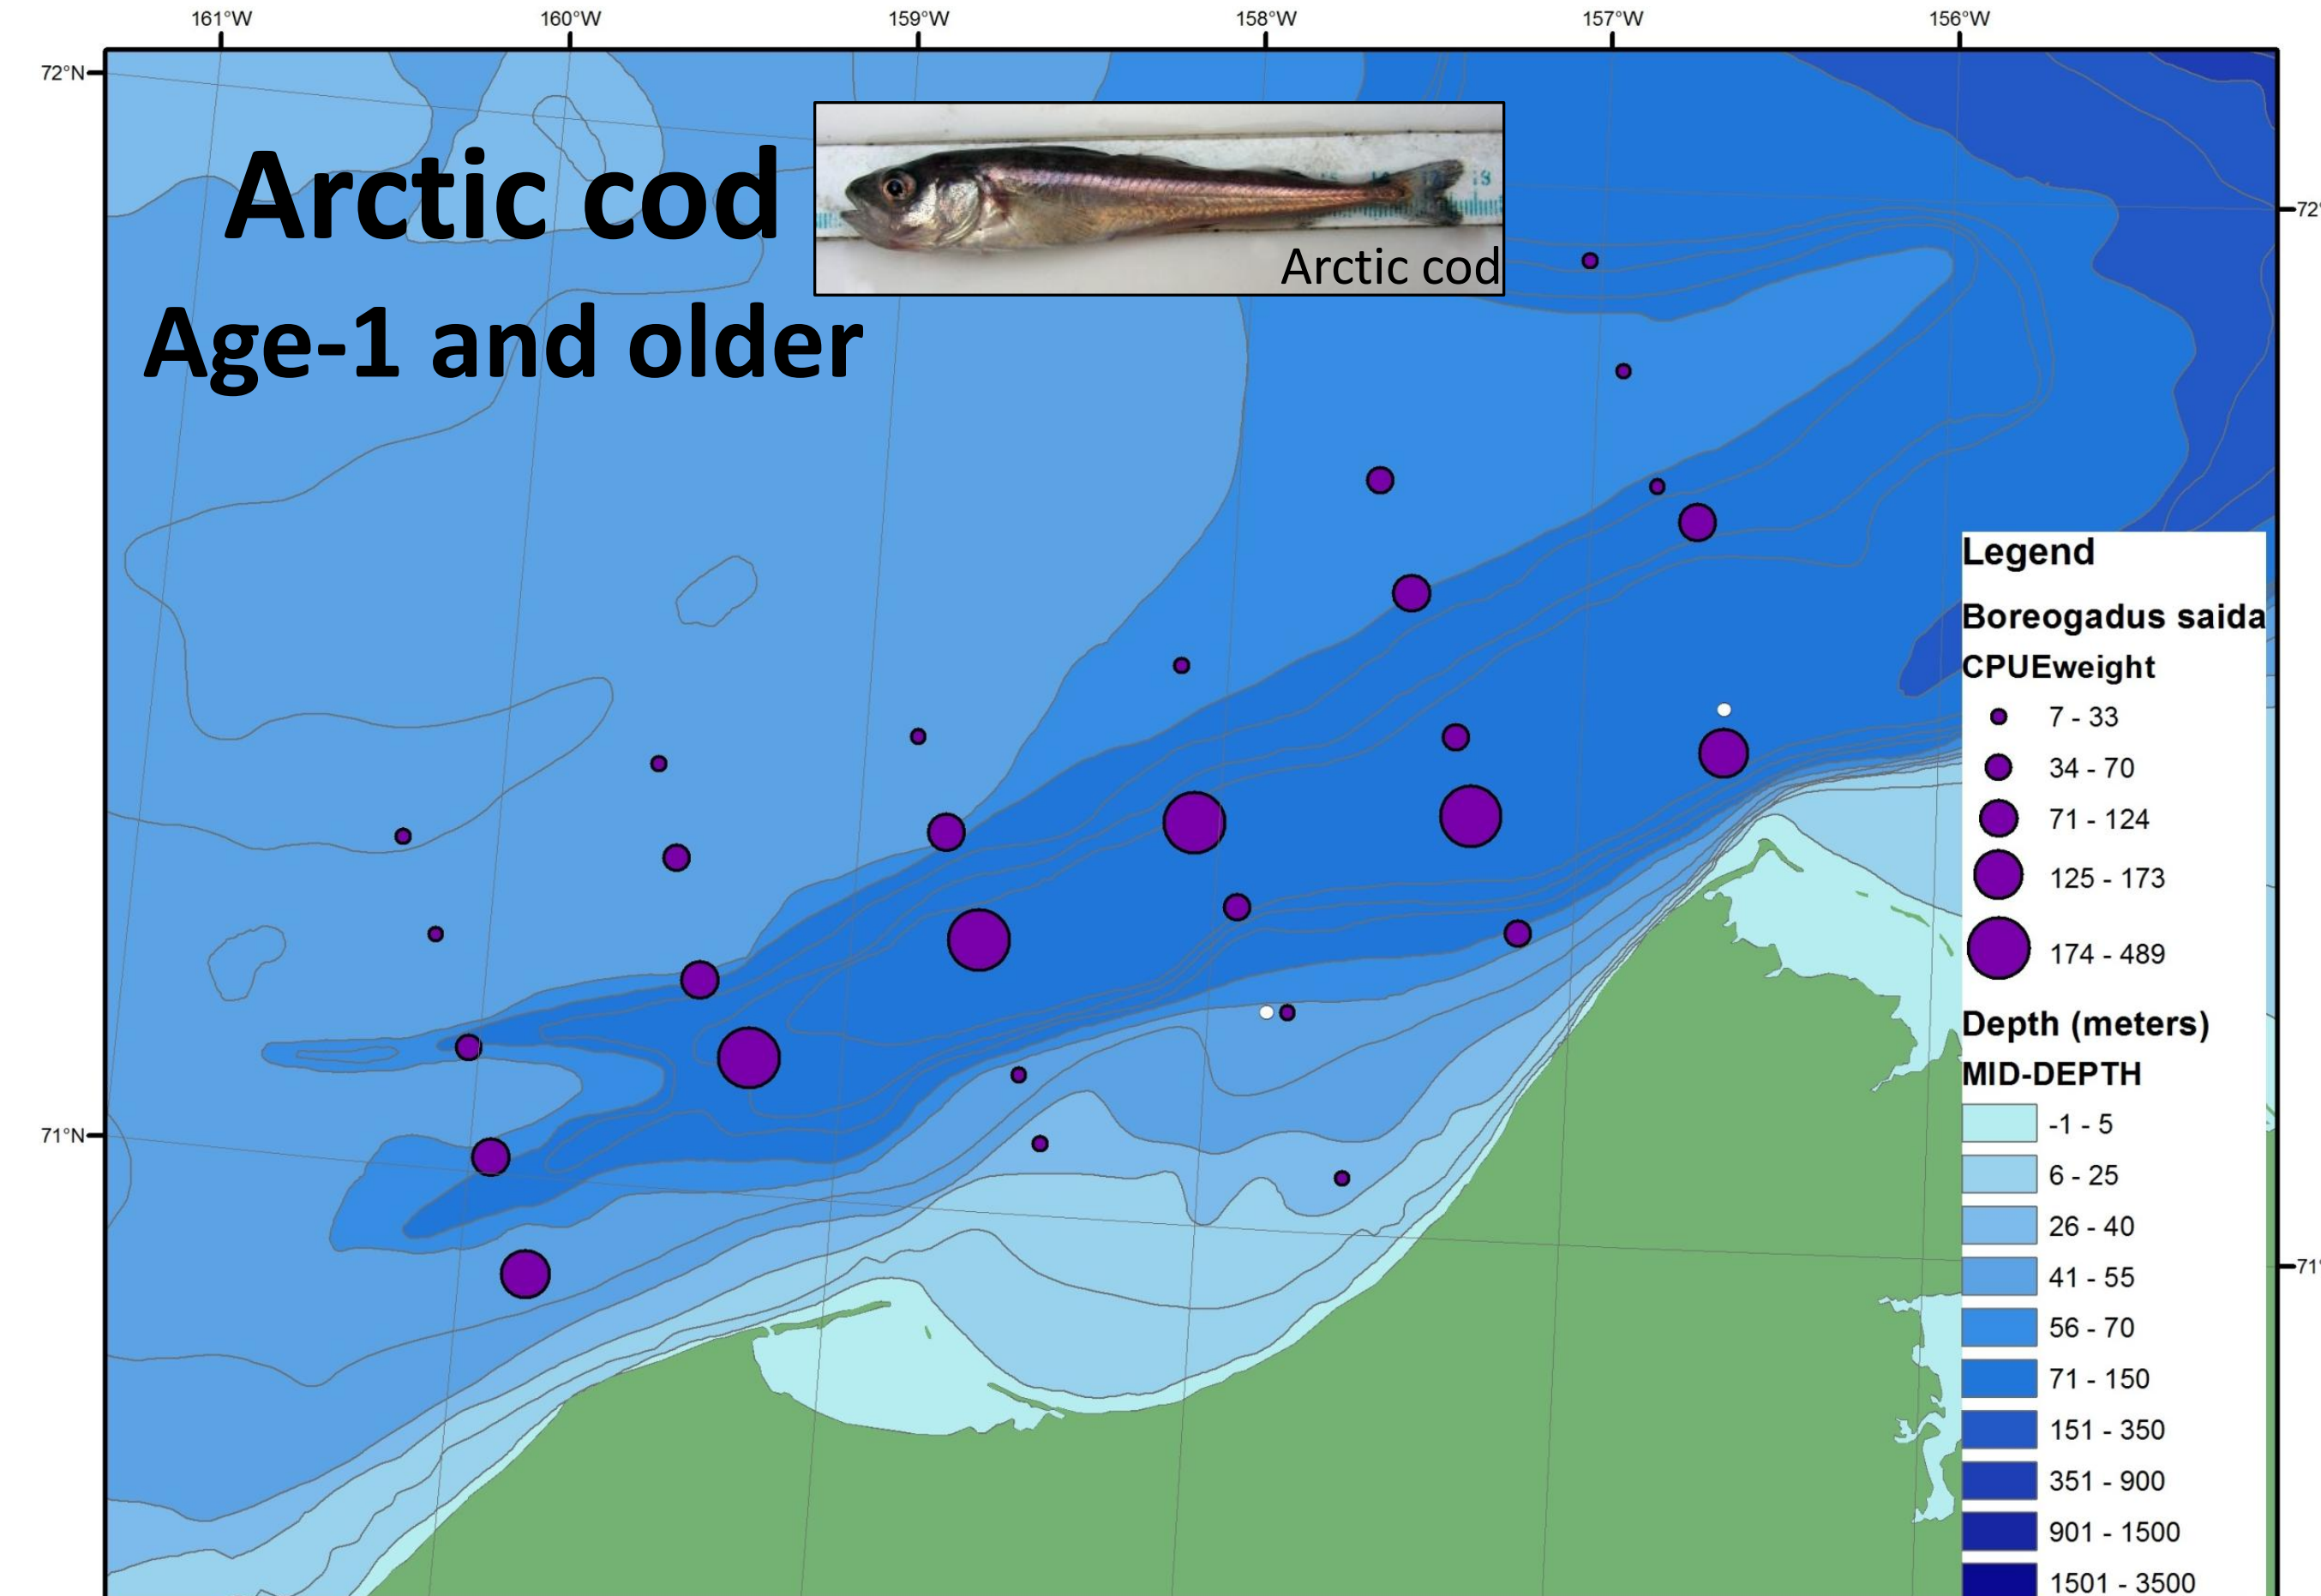 161°W 160°W 159°W 158°W 157°W 156°W
72°N
72°
Arctic cod
Age-1 and older
Arctic cod
Legend
Boreogadus saida
CPUEweight
7 - 33
34 - 70
71 - 124
125 - 173
174 - 489
Depth (meters)
MID-DEPTH
-1 - 5
6 - 25
26 - 40
41 - 55
56 - 70
71 - 150
151 - 350
351 - 900
901 - 1500
1501 - 3500
71°N
71°